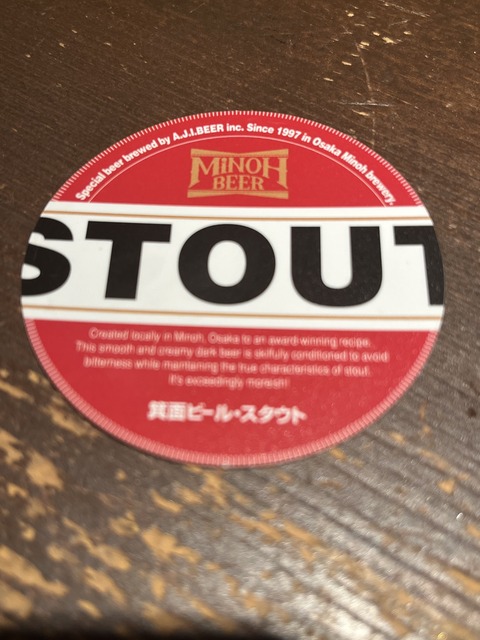 Special beer brewed by A.J.I.BEER inc. Since 1997 in Osaka Minoh brewery.
MiNOH
BEER
STOUT
Created locally in Minoh, Osaka to an award winning recipe.
This smooth and creamy dark beer is skilfully conditioned to avoid
bitterness while maintaining the true characteristics of stout.
It's exceedingly moreish!
箕面ビール・スタウト